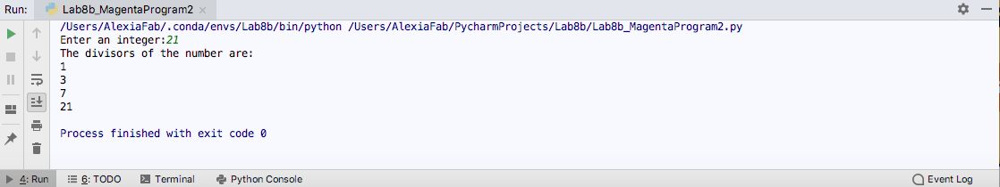 Run: Lab8b_MagentaProgram2
/Users/AlexiaFab/.conda/envs/Lab8b/bin/python /Users/AlexiaFab/PycharmProjects/Lab8b/Lab8b_MagentaProgram2.py
Enter an integer:21
The divisors of the number are:
1
3
7
21
Process finished with exit code 0
4: Run 6: TODO Terminal Python Console Event Log